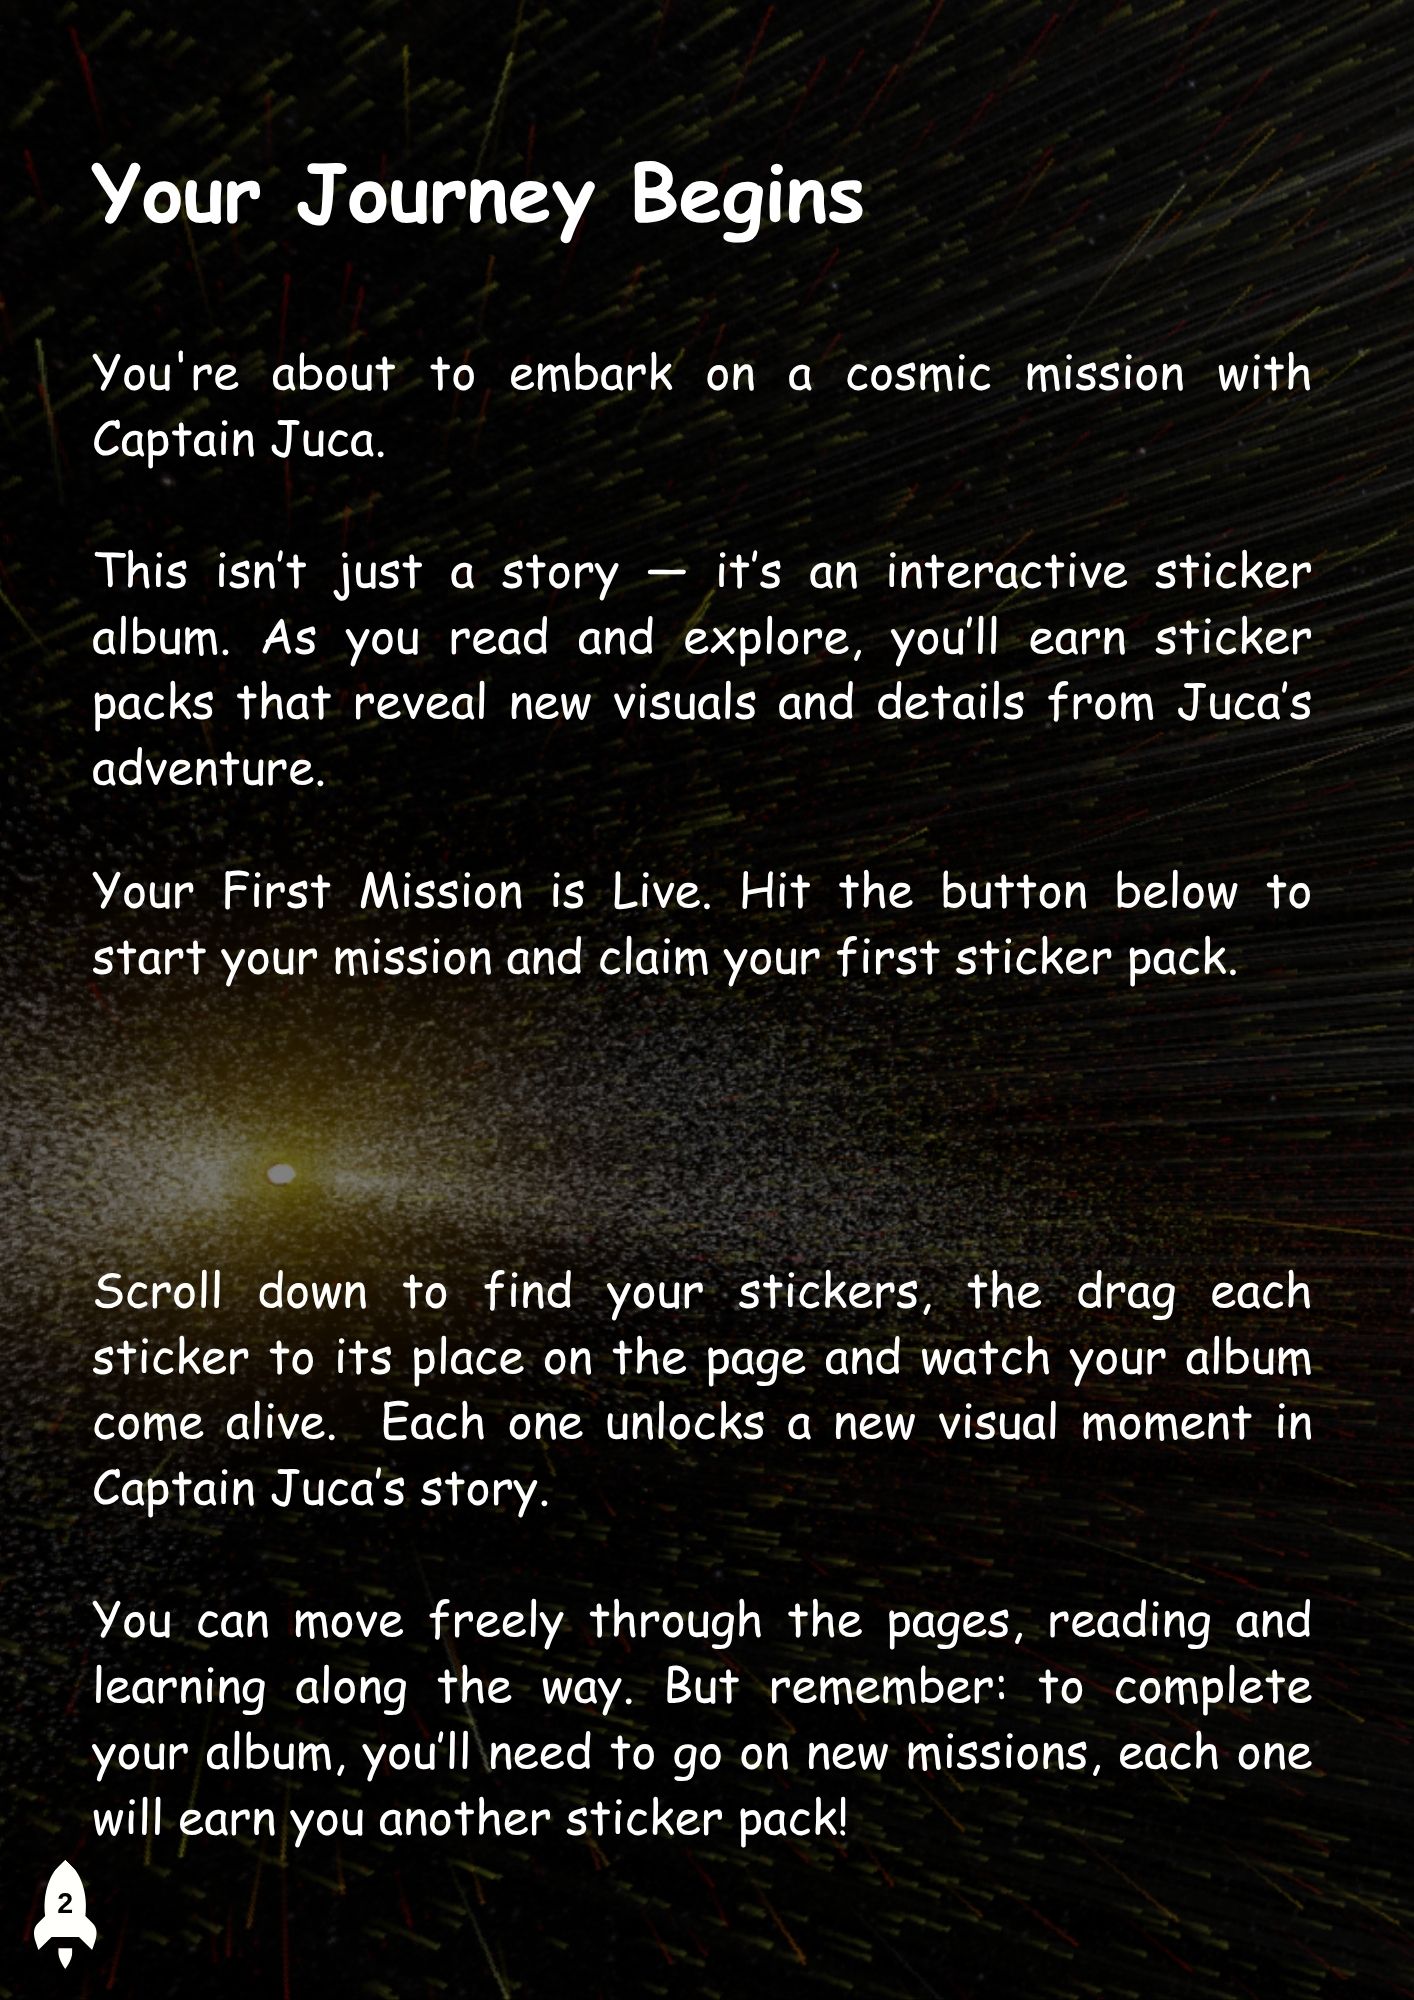 Your Journey Begins
You're about to embark on a cosmic mission with
Captain Juca.
This isn’t just a story — it’s an interactive sticker
album. As you read and explore, you’ll earn sticker
packs that reveal new visuals and details from Juca’s
adventure.
Your First Mission is Live. Hit the button below to
start your mission and claim your first sticker pack.
Scroll down to find your stickers, the drag each
sticker to its place on the page and watch your album
come alive.  Each one unlocks a new visual moment in
Captain Juca’s story.
You can move freely through the pages, reading and
learning along the way. But remember: to complete
your album, you’ll need to go on new missions, each one
will earn you another sticker pack!
2